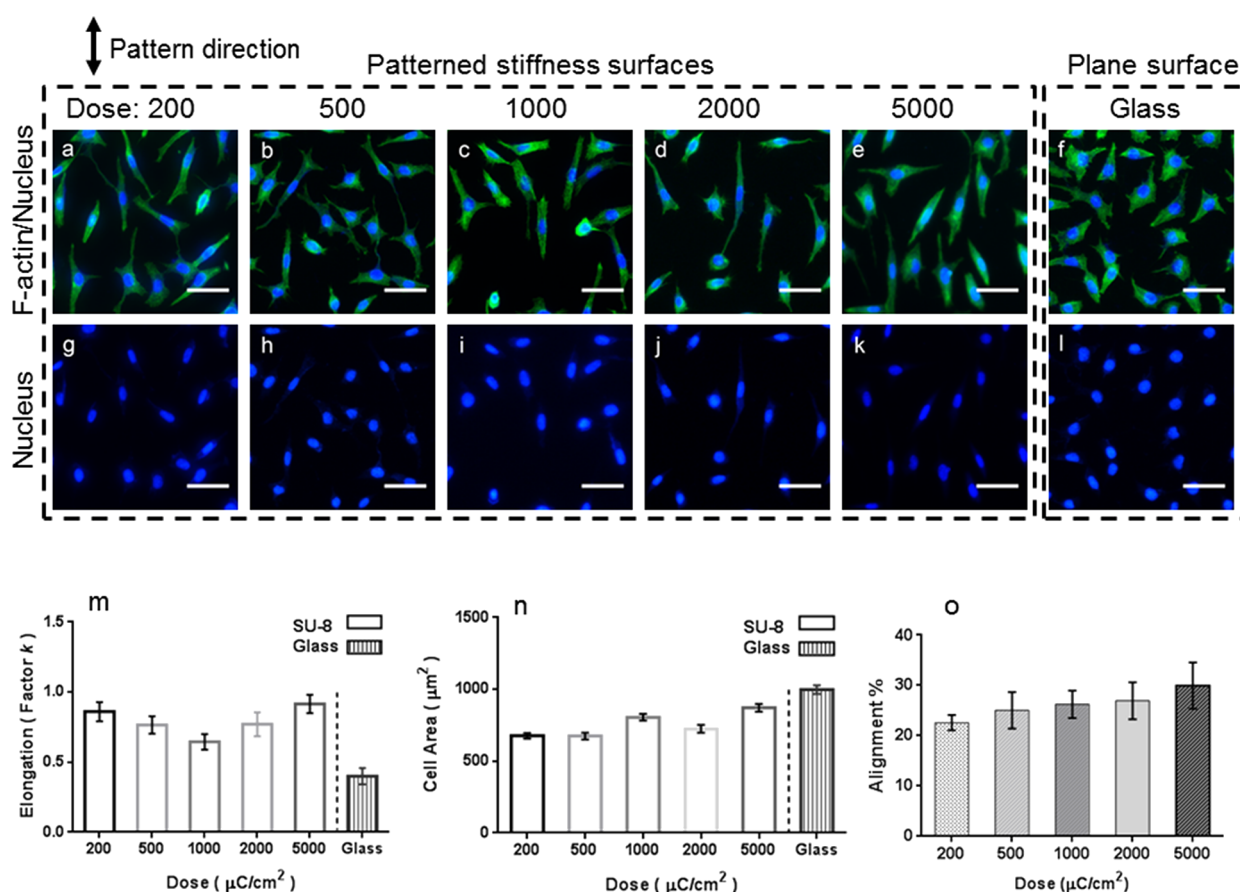 Pattern direction
Patterned stiffness surfaces
Plane surface
Dose: 200 500 1000 2000 5000 Glass
F-actin/Nucleus
a b c d e f
Nucleus
g h i j k l
m
Elongation ( Factor k )
1.5
1.0
0.5
0.0
SU-8
Glass
200 500 1000 2000 5000 Glass
Dose ( μC/cm² )
n
Cell Area ( μm² )
1500
1000
500
0
SU-8
Glass
200 500 1000 2000 5000 Glass
Dose ( μC/cm² )
o
Alignment %
40
30
20
10
0
200 500 1000 2000 5000
Dose (μC/cm²)